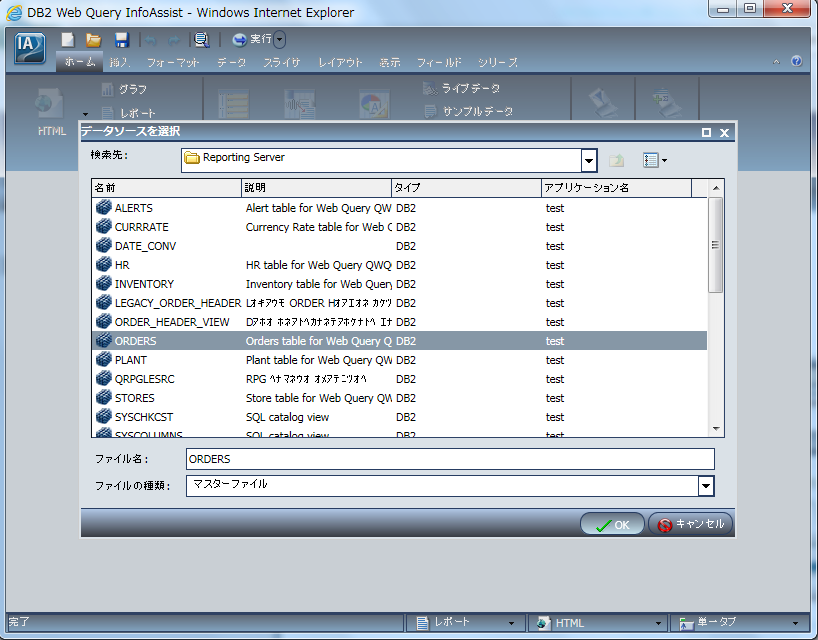 DB2 Web Query InfoAssist - Windows Internet Explorer
IA
実行
ホーム 挿入 フォーマット データ スライサ レイアウト 表示 フィールド シリーズ
グラフ ライブデータ
HTML レポート サンプルデータ
データソースを選択
検索先: Reporting Server
名前 説明 タイプ アプリケーション名
ALERTS Alert table for Web Query QW DB2 test
CURRRATE Currency Rate table for Web C DB2 test
DATE_CONV DB2 test
HR HR table for Web Query QWQ DB2 test
INVENTORY Inventory table for Web Query DB2 test
LEGACY_ORDER_HEADER ORDER DB2 test
ORDER_HEADER_VIEW DB2 test
ORDERS Orders table for Web Query Q DB2 test
PLANT Plant table for Web Query QW DB2 test
QRPGLESRC RPG DB2 test
STORES Store table for Web Query QW DB2 test
SYSCHKCST SQL catalog view DB2 test
SYSCOLUMNS SQL catalog view DB2 test
ファイル名: ORDERS
ファイルの種類: マスターファイル
OK キャンセル
完了 レポート HTML 単一タブ